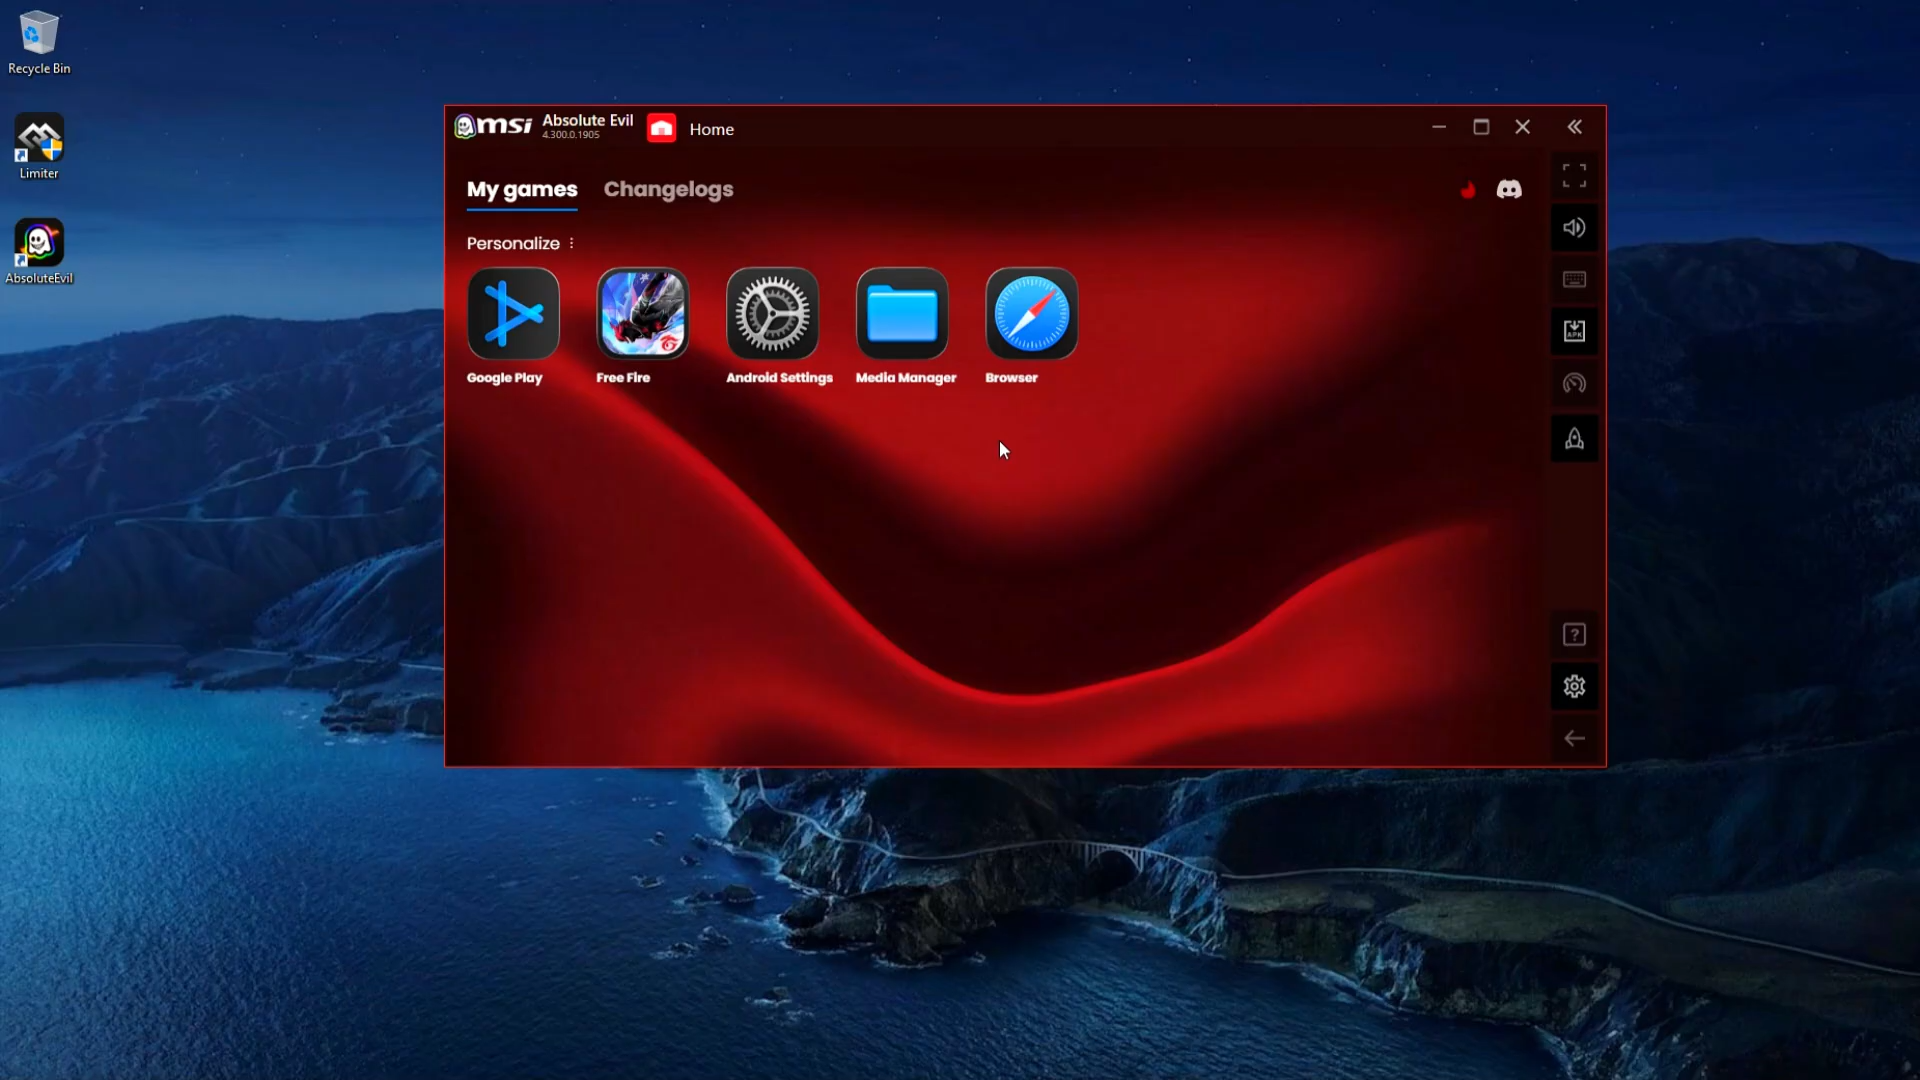 Recycle Bin
Limiter
AbsoluteEvil
msi Absolute Evil
4.300.0.1905
Home
My games Changelogs
Personalize
Google Play
Free Fire
Android Settings
Media Manager
Browser
APK
?